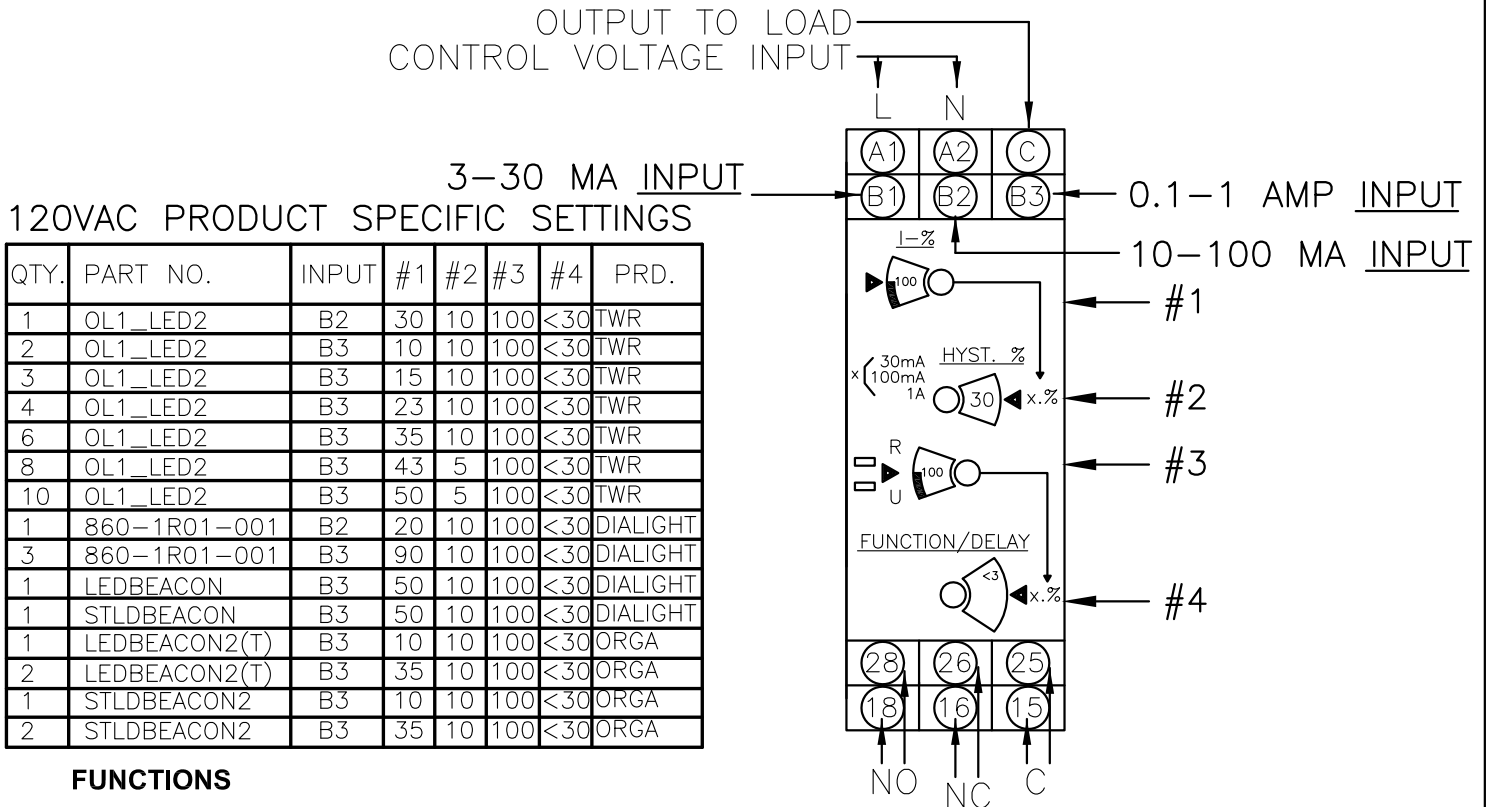 OUTPUT TO LOAD
CONTROL VOLTAGE INPUT
L N
A1 A2 C
3-30 MA INPUT
B1 B2 B3
0.1-1 AMP INPUT
10-100 MA INPUT
120VAC PRODUCT SPECIFIC SETTINGS
QTY. PART NO. INPUT #1 #2 #3 #4 PRD.
1 OL1_LED2 B2 30 10 100 <30 TWR
2 OL1_LED2 B3 10 10 100 <30 TWR
3 OL1_LED2 B3 15 10 100 <30 TWR
4 OL1_LED2 B3 23 10 100 <30 TWR
6 OL1_LED2 B3 35 10 100 <30 TWR
8 OL1_LED2 B3 43 5 100 <30 TWR
10 OL1_LED2 B3 50 5 100 <30 TWR
1 860-1R01-001 B2 20 10 100 <30 DIALIGHT
3 860-1R01-001 B3 90 10 100 <30 DIALIGHT
1 LEDBEACON B3 50 10 100 <30 DIALIGHT
1 STLDBEACON B3 50 10 100 <30 DIALIGHT
1 LEDBEACON2(T) B3 10 10 100 <30 ORGA
2 LEDBEACON2(T) B3 35 10 100 <30 ORGA
1 STLDBEACON2 B3 10 10 100 <30 ORGA
2 STLDBEACON2 B3 35 10 100 <30 ORGA
I-%
100
#1
HYST. %
x 30mA
100mA
1A
30
x.%
#2
R
100
U
#3
FUNCTION/DELAY
<3
x.%
#4
28 26 25
18 16 15
NO NC C
FUNCTIONS